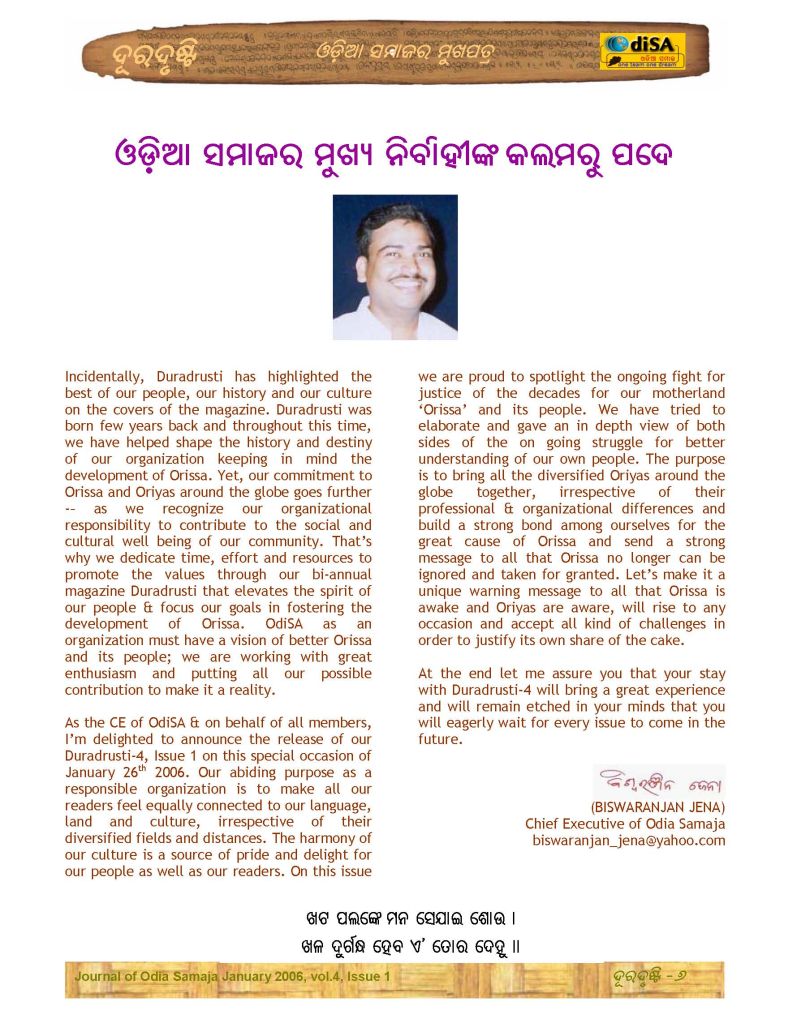 ଦୂରଦୃଷ୍ଟି
ଓଡ଼ିଆ ସମାଜର ମୁଖପତ୍ର
OdiSA
ଓଡ଼ିଆ ସମାଜ
one team one dream
ଓଡ଼ିଆ ସମାଜର ମୁଖ୍ୟ ନିର୍ବାହୀଙ୍କ କଲମରୁ ପଦେ
Incidentally, Duradrusti has highlighted the
best of our people, our history and our culture
on the covers of the magazine. Duradrusti was
born few years back and throughout this time,
we have helped shape the history and destiny
of our organization keeping in mind the
development of Orissa. Yet, our commitment to
Orissa and Oriyas around the globe goes further
-- as we recognize our organizational
responsibility to contribute to the social and
cultural well being of our community. That's
why we dedicate time, effort and resources to
promote the values through our bi-annual
magazine Duradrusti that elevates the spirit of
our people & focus our goals in fostering the
development of Orissa. OdiSA as an
organization must have a vision of better Orissa
and its people; we are working with great
enthusiasm and putting all our possible
contribution to make it a reality.
As the CE of OdiSA & on behalf of all members,
I'm delighted to announce the release of our
Duradrusti-4, Issue 1 on this special occasion of
January 26th 2006. Our abiding purpose as a
responsible organization is to make all our
readers feel equally connected to our language,
land and culture, irrespective of their
diversified fields and distances. The harmony of
our culture is a source of pride and delight for
our people as well as our readers. On this issue
we are proud to spotlight the ongoing fight for
justice of the decades for our motherland
'Orissa' and its people. We have tried to
elaborate and gave an in depth view of both
sides of the on going struggle for better
understanding of our own people. The purpose
is to bring all the diversified Oriyas around the
globe together, irrespective of their
professional & organizational differences and
build a strong bond among ourselves for the
great cause of Orissa and send a strong
message to all that Orissa no longer can be
ignored and taken for granted. Let's make it a
unique warning message to all that Orissa is
awake and Oriyas are aware, will rise to any
occasion and accept all kind of challenges in
order to justify its own share of the cake.
At the end let me assure you that your stay
with Duradrusti-4 will bring a great experience
and will remain etched in your minds that you
will eagerly wait for every issue to come in the
future.
ବିଶ୍ୱରଞ୍ଜନ ଜେନା
(BISWARANJAN JENA)
Chief Executive of Odia Samaja
biswaranjan_jena@yahoo.com
ଖଟ ପଲଙ୍କେ ମନ ସେଯାଇ ଶୋଉ ।
ଖଳ ଦୁର୍ଗନ୍ଧ ହେବ ଏ' ତୋର ଦେହୁ ॥
Journal of Odia Samaja January 2006, vol.4, Issue 1
ଦୂରଦୃଷ୍ଟି - ୬